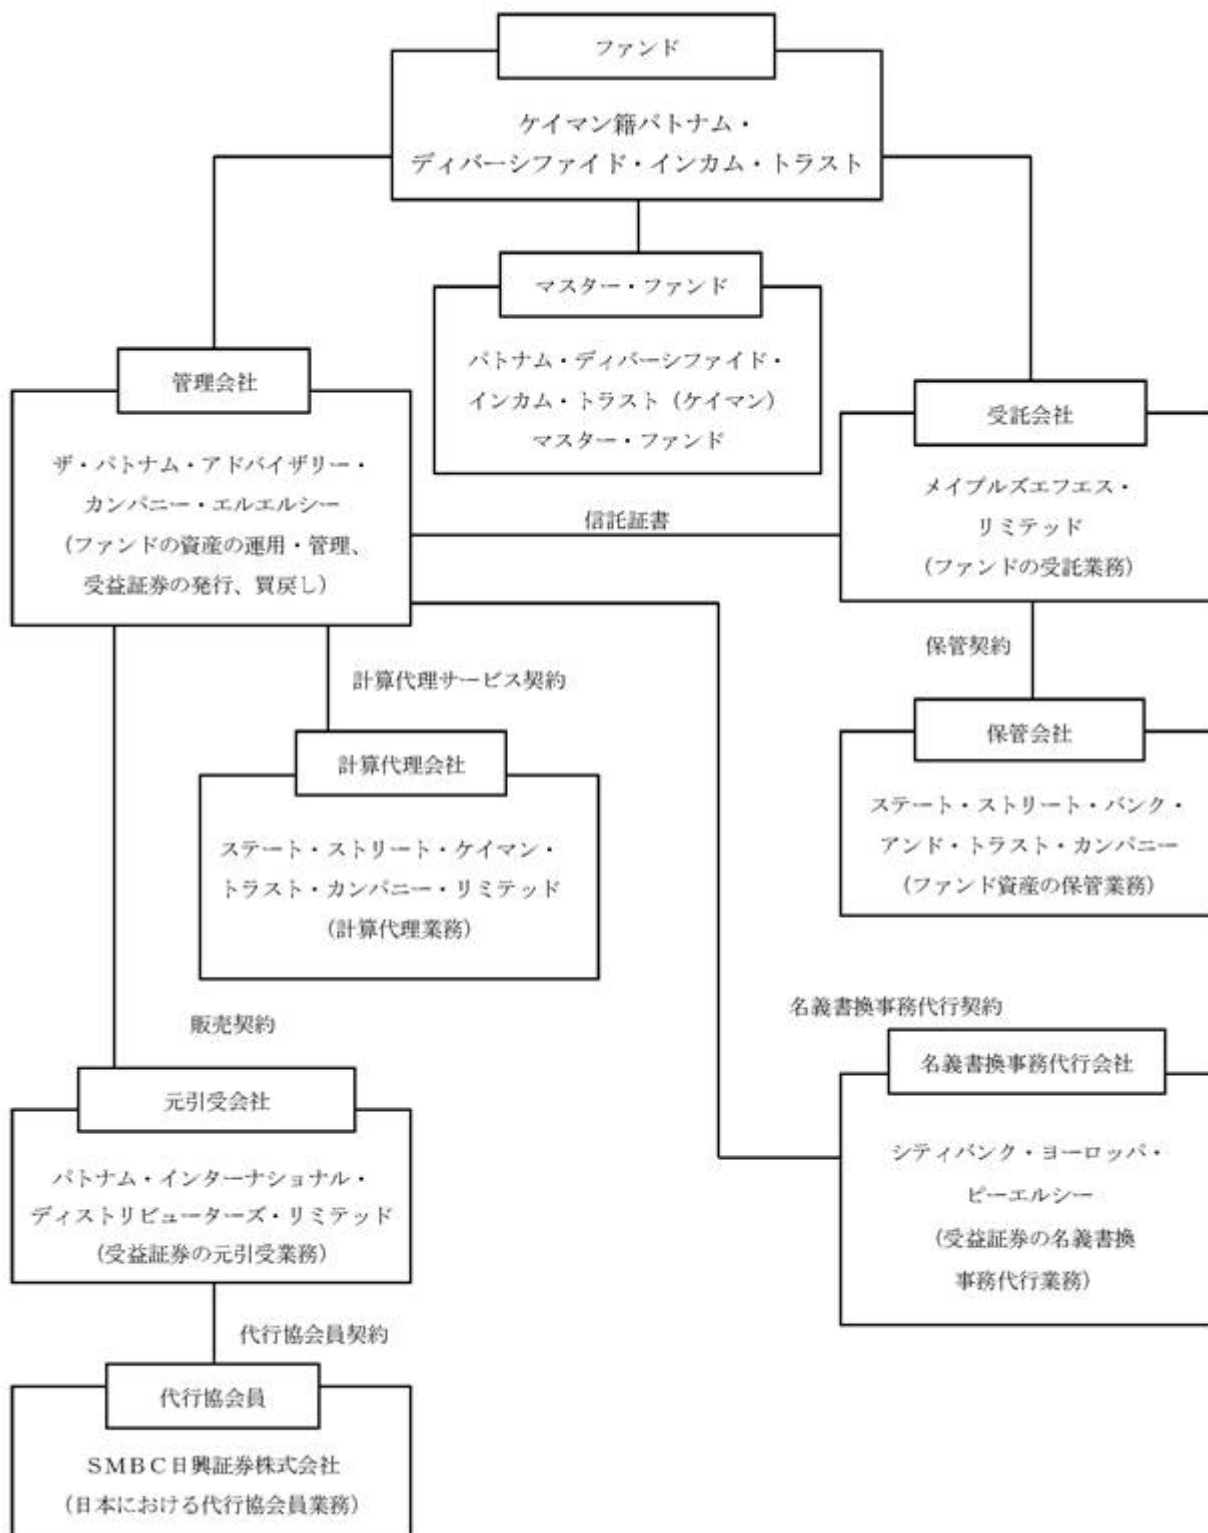 ファンド
ケイマン籍パトナム・
ディバーシファイド・インカム・トラスト
マスター・ファンド
パトナム・ディバーシファイド・
インカム・トラスト（ケイマン）
マスター・ファンド
管理会社
ザ・パトナム・アドバイザリー・
カンパニー・エルエルシー
（ファンドの資産の運用・管理、
受益証券の発行、買戻し）
受託会社
メイプルズエフエス・
リミテッド
（ファンドの受託業務）
信託証書
保管契約
計算代理サービス契約
保管会社
ステート・ストリート・バンク・
アンド・トラスト・カンパニー
（ファンド資産の保管業務）
計算代理会社
ステート・ストリート・ケイマン・
トラスト・カンパニー・リミテッド
（計算代理業務）
販売契約
名義書換事務代行契約
名義書換事務代行会社
シティバンク・ヨーロッパ・
ピーエルシー
（受益証券の名義書換
事務代行業務）
元引受会社
パトナム・インターナショナル・
ディストリビューターズ・リミテッド
（受益証券の元引受業務）
代行協会員契約
代行協会員
ＳＭＢＣ日興証券株式会社
（日本における代行協会員業務）